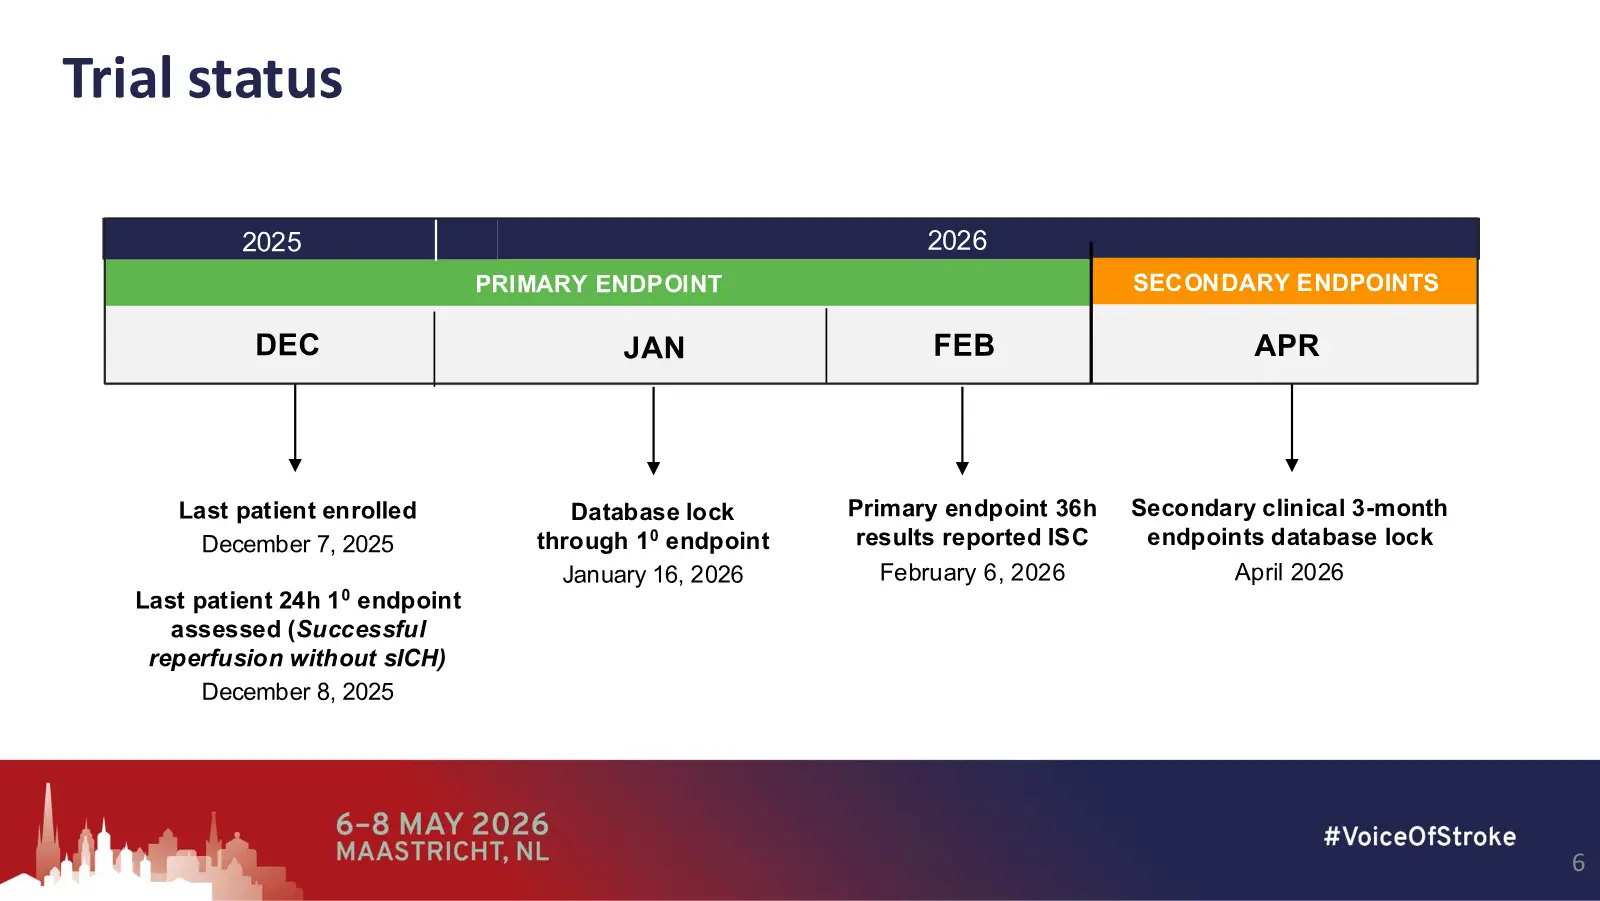 Trial status
2025
2026
PRIMARY ENDPOINT
SECONDARY ENDPOINTS
DEC
JAN
FEB
APR
Last patient enrolled
December 7, 2025
Last patient 24h 1⁰ endpoint
assessed (Successful
reperfusion without sICH)
December 8, 2025
Database lock
through 1⁰ endpoint
January 16, 2026
Primary endpoint 36h
results reported ISC
February 6, 2026
Secondary clinical 3-month
endpoints database lock
April 2026
6–8 MAY 2026
MAASTRICHT, NL
#VoiceOfStroke
6